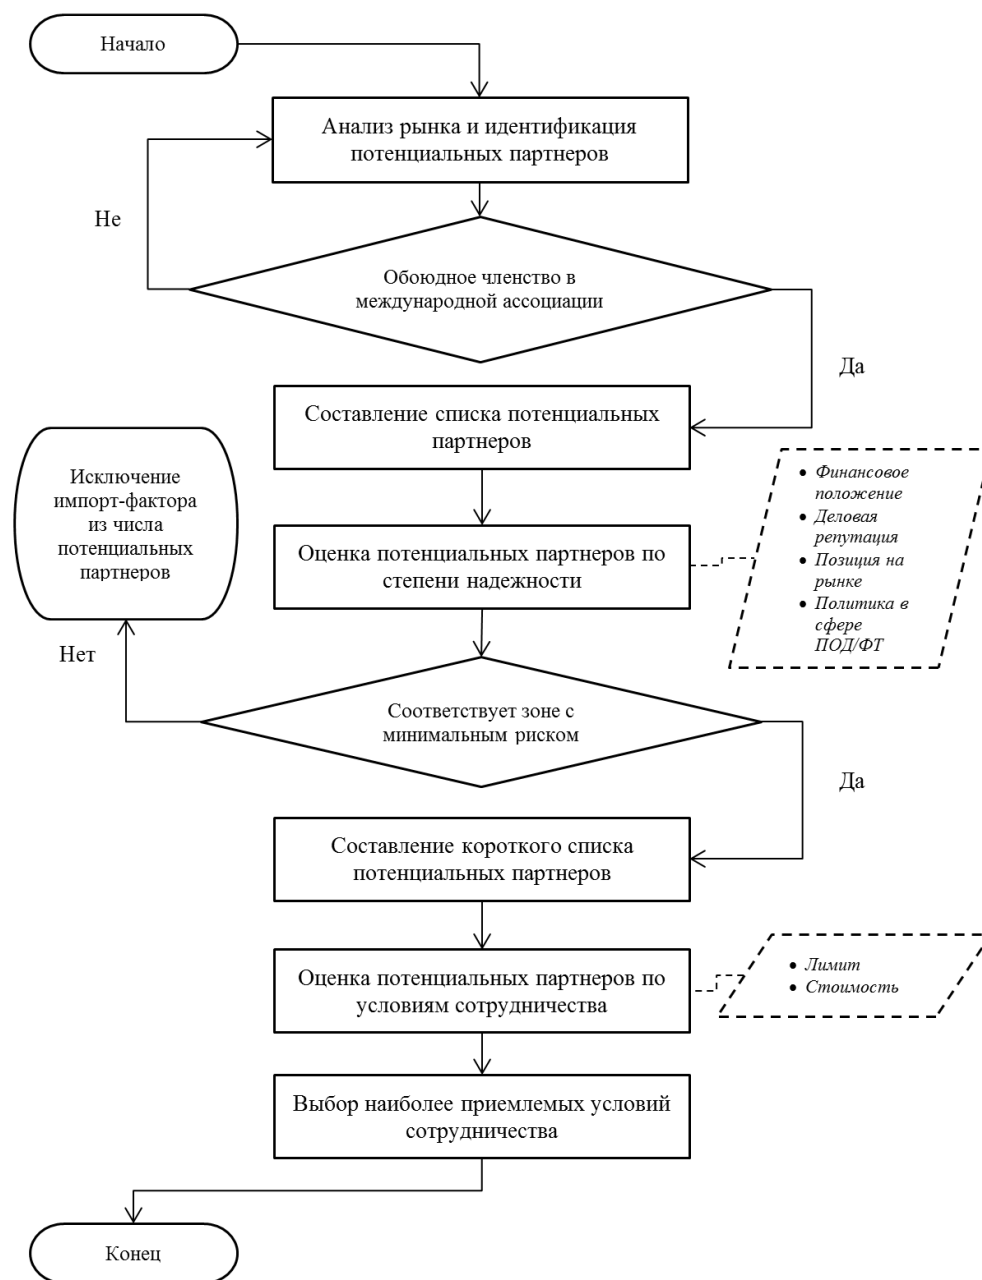 Начало
Анализ рынка и идентификация
потенциальных партнеров
Не
Обоюдное членство в
международной ассоциации
Да
Составление списка потенциальных
партнеров
Исключение
импорт-фактора
из числа
потенциальных
партнеров
• Финансовое
положение
• Деловая
репутация
• Позиция на
рынке
• Политика в
сфере
ПОД/ФТ
Оценка потенциальных партнеров по
степени надежности
Нет
Соответствует зоне с
минимальным риском
Да
Составление короткого списка
потенциальных партнеров
Оценка потенциальных партнеров по
условиям сотрудничества
• Лимит
• Стоимость
Выбор наиболее приемлемых условий
сотрудничества
Конец